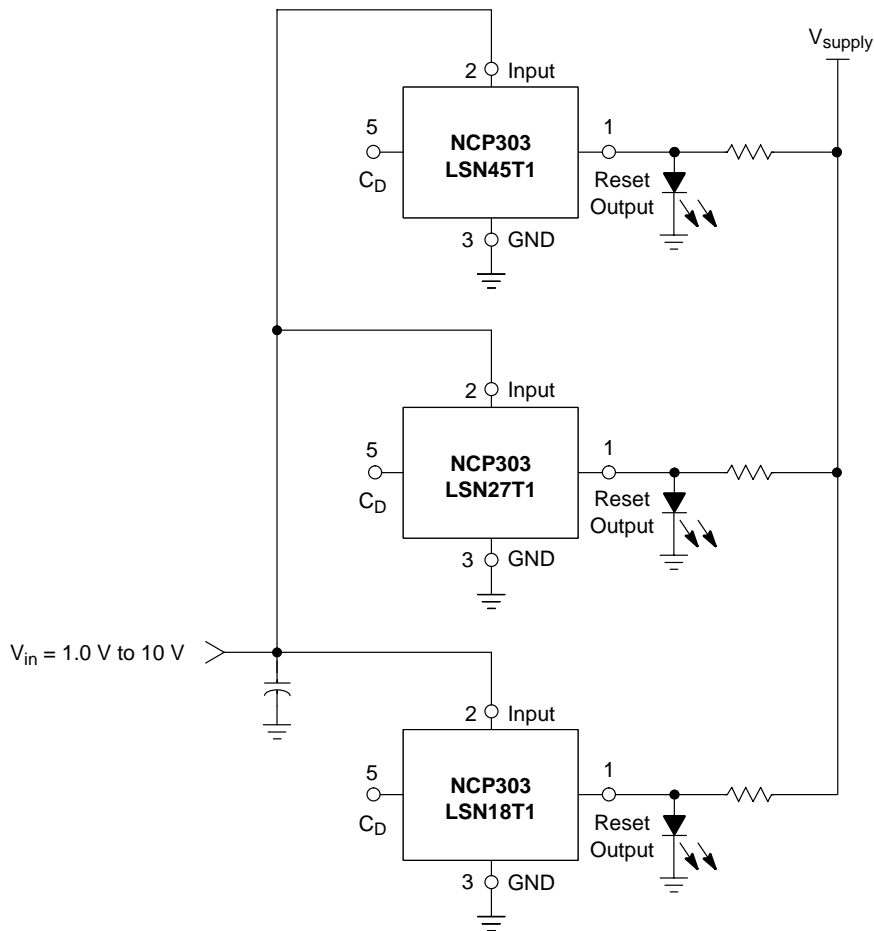 V_supply
2 Input
5
NCP303
LSN45T1
1
C_D
Reset
Output
3 GND
2 Input
5
NCP303
LSN27T1
1
C_D
Reset
Output
3 GND
V_in = 1.0 V to 10 V
2 Input
5
NCP303
LSN18T1
1
C_D
Reset
Output
3 GND